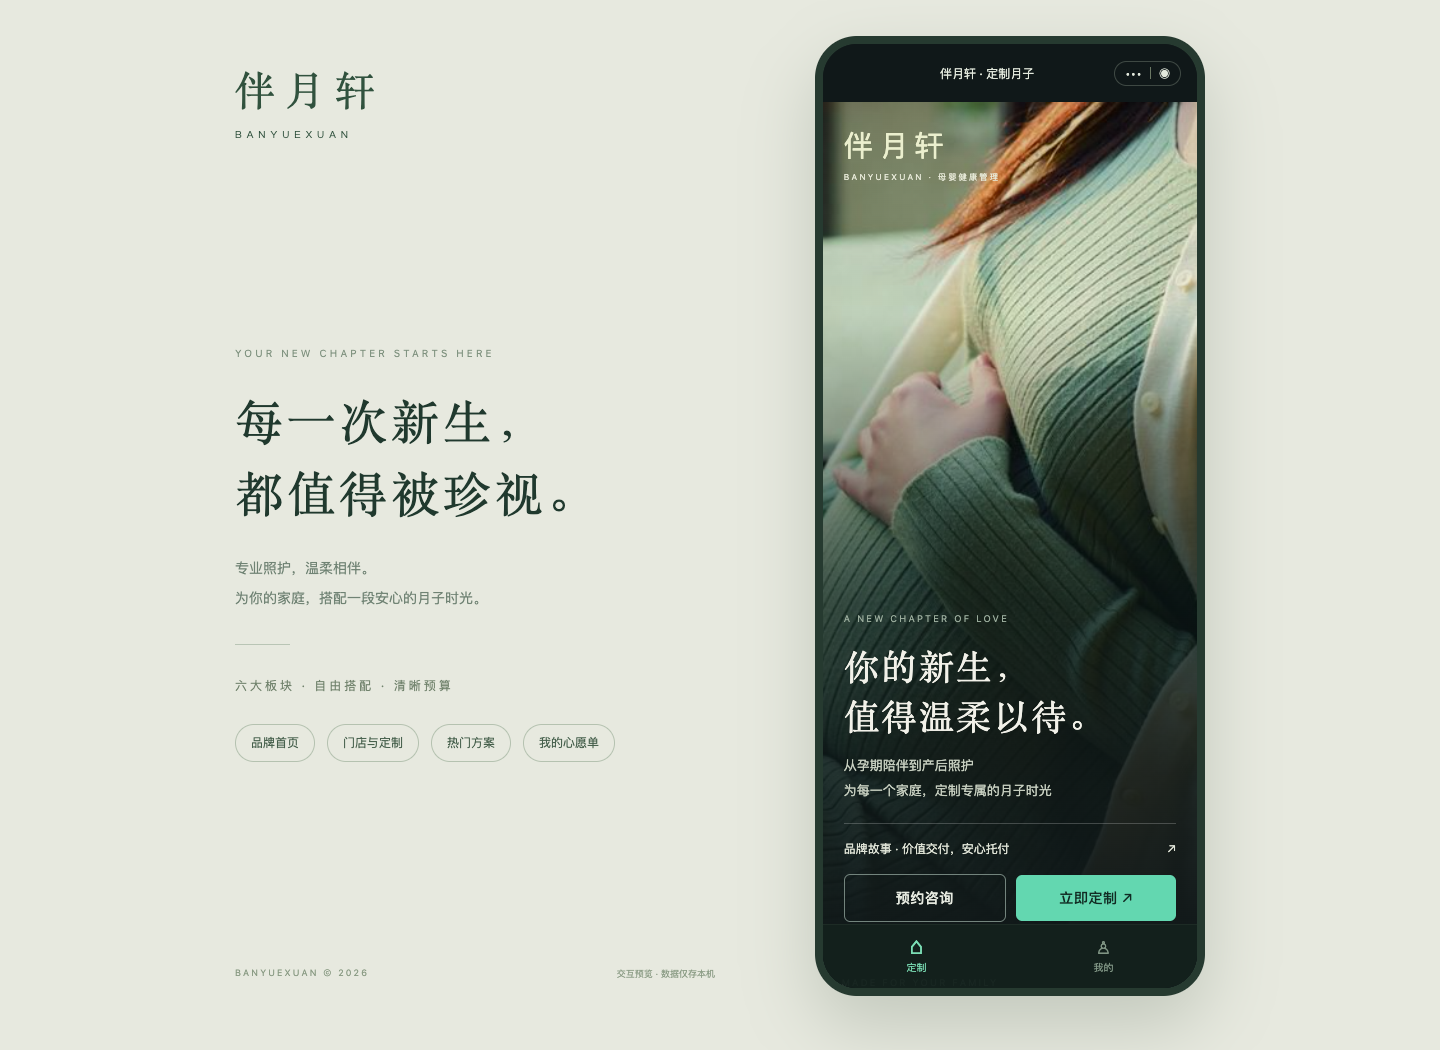 伴月轩
BANYUEXUAN
YOUR NEW CHAPTER STARTS HERE
每一次新生，
都值得被珍视。
专业照护，温柔相伴。
为你的家庭，搭配一段安心的月子时光。
六大板块 · 自由搭配 · 清晰预算
品牌首页 门店与定制 热门方案 我的心愿单
BANYUEXUAN © 2026 交互预览 · 数据仅存本机
伴月轩 · 定制月子
伴月轩
BANYUEXUAN · 母婴健康管理
A NEW CHAPTER OF LOVE
你的新生，
值得温柔以待。
从孕期陪伴到产后照护
为每一个家庭，定制专属的月子时光
品牌故事 · 价值交付，安心托付 ↗
预约咨询 立即定制 ↗
定制 我的